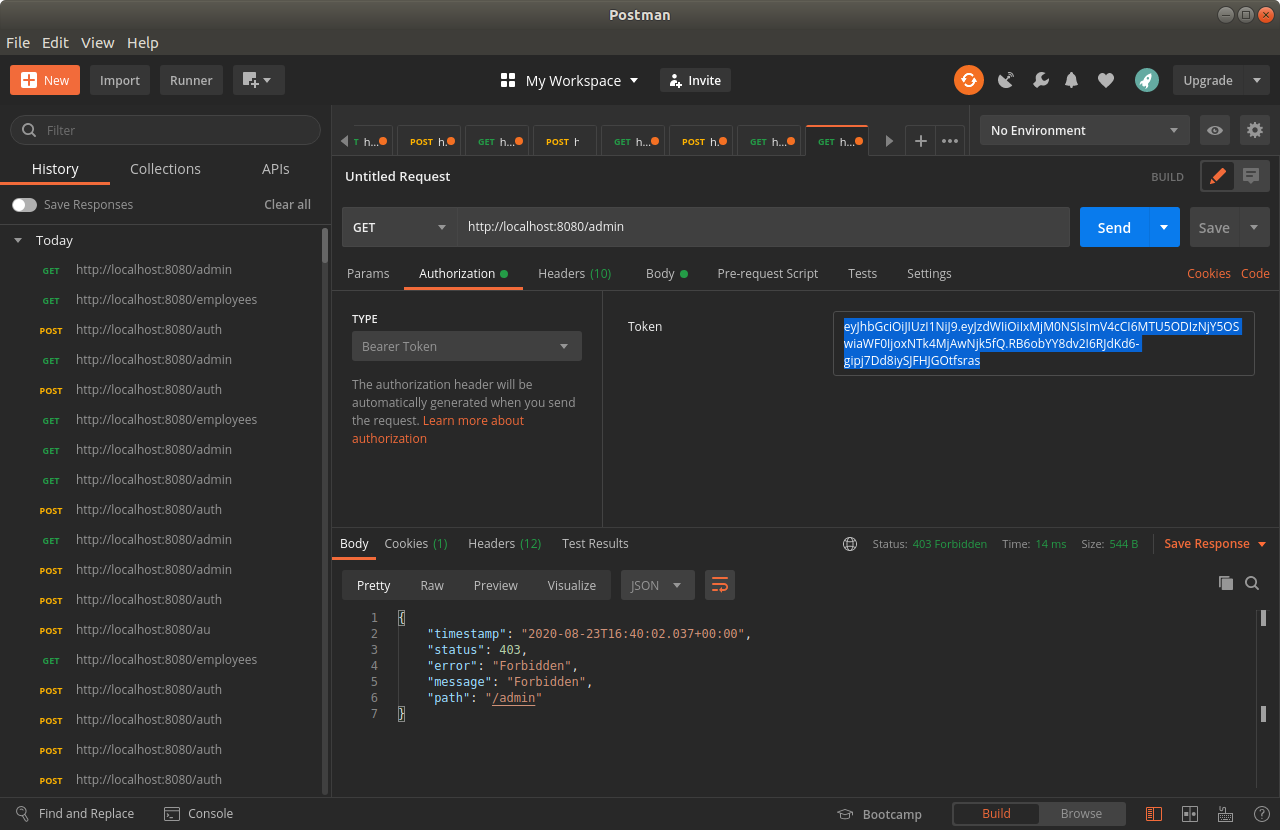 Postman
File Edit View Help
New Import Runner My Workspace Invite Upgrade
Filter
History Collections APIs
Save Responses Clear all
Today
GET http://localhost:8080/admin
GET http://localhost:8080/employees
POST http://localhost:8080/auth
GET http://localhost:8080/admin
POST http://localhost:8080/auth
GET http://localhost:8080/employees
GET http://localhost:8080/admin
GET http://localhost:8080/admin
POST http://localhost:8080/auth
GET http://localhost:8080/admin
POST http://localhost:8080/admin
POST http://localhost:8080/auth
POST http://localhost:8080/au
GET http://localhost:8080/employees
POST http://localhost:8080/auth
POST http://localhost:8080/auth
POST http://localhost:8080/auth
POST http://localhost:8080/auth
T h... POST h. GET h... POST h GET h... POST h. GET h... GET h... No Environment
Untitled Request BUILD
GET http://localhost:8080/admin Send Save
Params Authorization Headers (10) Body Pre-request Script Tests Settings Cookies Code
TYPE
Bearer Token
The authorization header will be
automatically generated when you send
the request. Learn more about
authorization
Token
Body Cookies (1) Headers (12) Test Results Status: 403 Forbidden Time: 14 ms Size: 544 B Save Response
Pretty Raw Preview Visualize JSON
1 {
2 "timestamp": "2020-08-23T16:40:02.037+00:00",
3 "status": 403,
4 "error": "Forbidden",
5 "message": "Forbidden",
6 "path": "/admin"
7 }
Find and Replace Console Bootcamp Build Browse